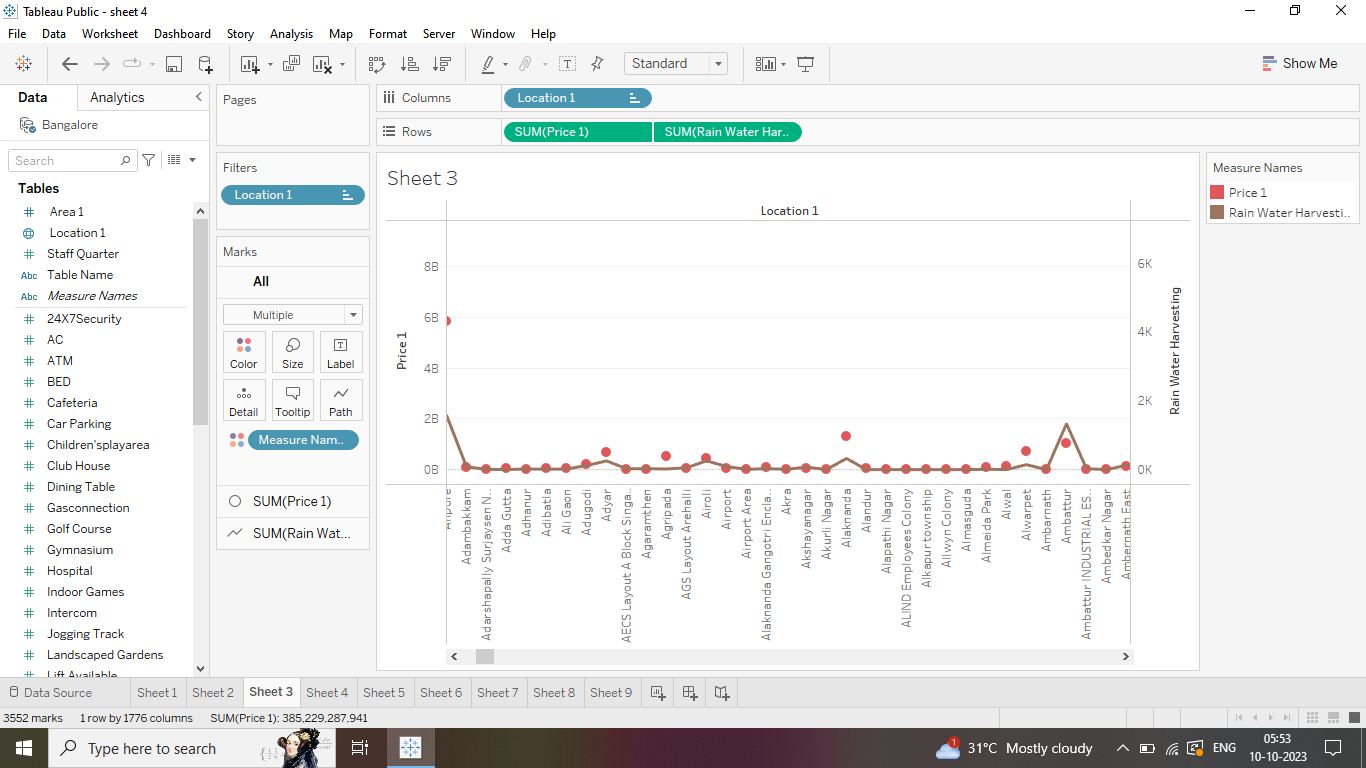 Tableau Public - sheet 4
File Data Worksheet Dashboard Story Analysis Map Format Server Window Help
Standard
Show Me
Data Analytics
Bangalore
Search
Tables
Area 1
Location 1
Staff Quarter
Abc Table Name
Abc Measure Names
24X7Security
AC
ATM
BED
Cafeteria
Car Parking
Children'splayarea
Club House
Dining Table
Gasconnection
Golf Course
Gymnasium
Hospital
Indoor Games
Intercom
Jogging Track
Landscaped Gardens
Lift Available
Pages
Filters
Location 1
Marks
All
Multiple
Color Size Label
Detail Tooltip Path
Measure Nam..
SUM(Price 1)
SUM(Rain Wat...
Columns Location 1
Rows SUM(Price 1) SUM(Rain Water Har..
Sheet 3
Location 1
Price 1
8B
6B
4B
2B
0B
6K
4K
2K
0K
Rain Water Harvesting
Adambakkam
Adarshapally Surjaysen N..
Adda Gutta
Adhanur
Adibatla
Ali Gaon
Adugodi
Adyar
AECS Layout A Block Singa..
Agaramthen
Agripada
AGS Layout Arehalli
Airoli
Airport
Airport Area
Alaknanda Gangotri Encla..
Akra
Akshayanagar
Akurli Nagar
Alaknanda
Alandur
Alapathi Nagar
ALIND Employees Colony
Alkapur township
Allwyn Colony
Almasguda
Almeida Park
Alwal
Alwarpet
Ambarnath
Ambattur
Ambattur INDUSTRIAL ES..
Ambedkar Nagar
Ambernath East
Measure Names
Price 1
Rain Water Harvesti..
Data Source Sheet 1 Sheet 2 Sheet 3 Sheet 4 Sheet 5 Sheet 6 Sheet 7 Sheet 8 Sheet 9
3552 marks 1 row by 1776 columns SUM(Price 1): 385,229,287,941
Type here to search
1
31°C Mostly cloudy
ENG
05:53
10-10-2023